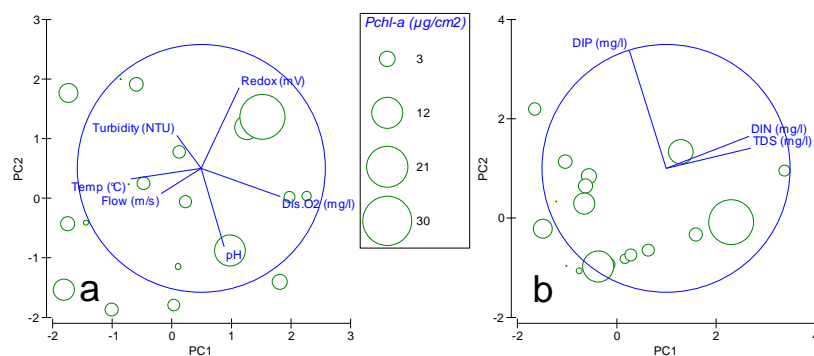 3
2
1
0
-1
-2
PC2
-2
-1
0
1
2
3
PC1
Redox (mV)
Turbidity (NTU)
Temp (°C)
Flow (m/s)
Dis.O2 (mg/l)
pH
a
Pchl-a (µg/cm2)
3
12
21
30
4
2
0
-2
PC2
-2
0
2
4
PC1
DIP (mg/l)
DIN (mg/l)
TDS (mg/l)
b